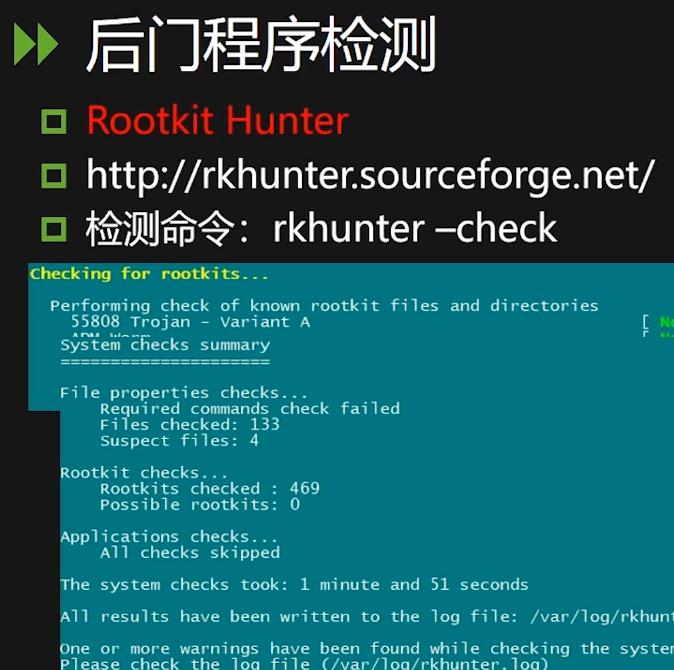 后门程序检测
Rootkit Hunter
http://rkhunter.sourceforge.net/
检测命令：rkhunter –check
Checking for rootkits...
Performing check of known rootkit files and directories
55808 Trojan - Variant A [ No
System checks summary
=====================
File properties checks...
Required commands check failed
Files checked: 133
Suspect files: 4
Rootkit checks...
Rootkits checked : 469
Possible rootkits: 0
Applications checks...
All checks skipped
The system checks took: 1 minute and 51 seconds
All results have been written to the log file: /var/log/rkhunt
One or more warnings have been found while checking the system
Please check the log file (/var/log/rkhunter.log)